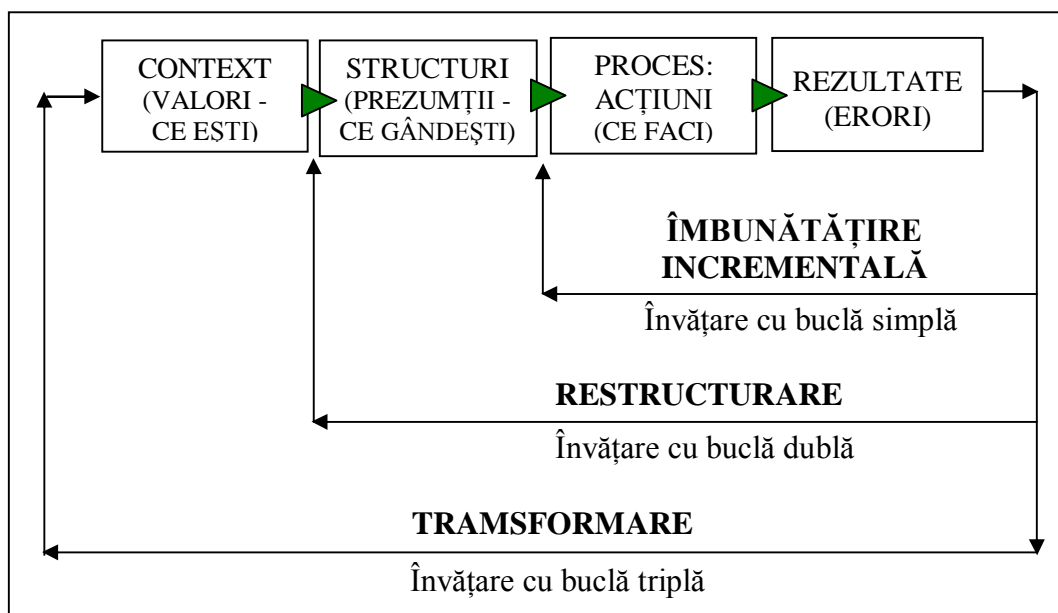 CONTEXT
(VALORI -
CE EȘTI)
STRUCTURI
(PREZUMȚII -
CE GÂNDEŞTI)
PROCES:
ACȚIUNI
(CE FACI)
REZULTATE
(ERORI)
ÎMBUNĂTĂȚIRE
INCREMENTALĂ
Învățare cu buclă simplă
RESTRUCTURARE
Învățare cu buclă dublă
TRAMSFORMARE
Învățare cu buclă triplă